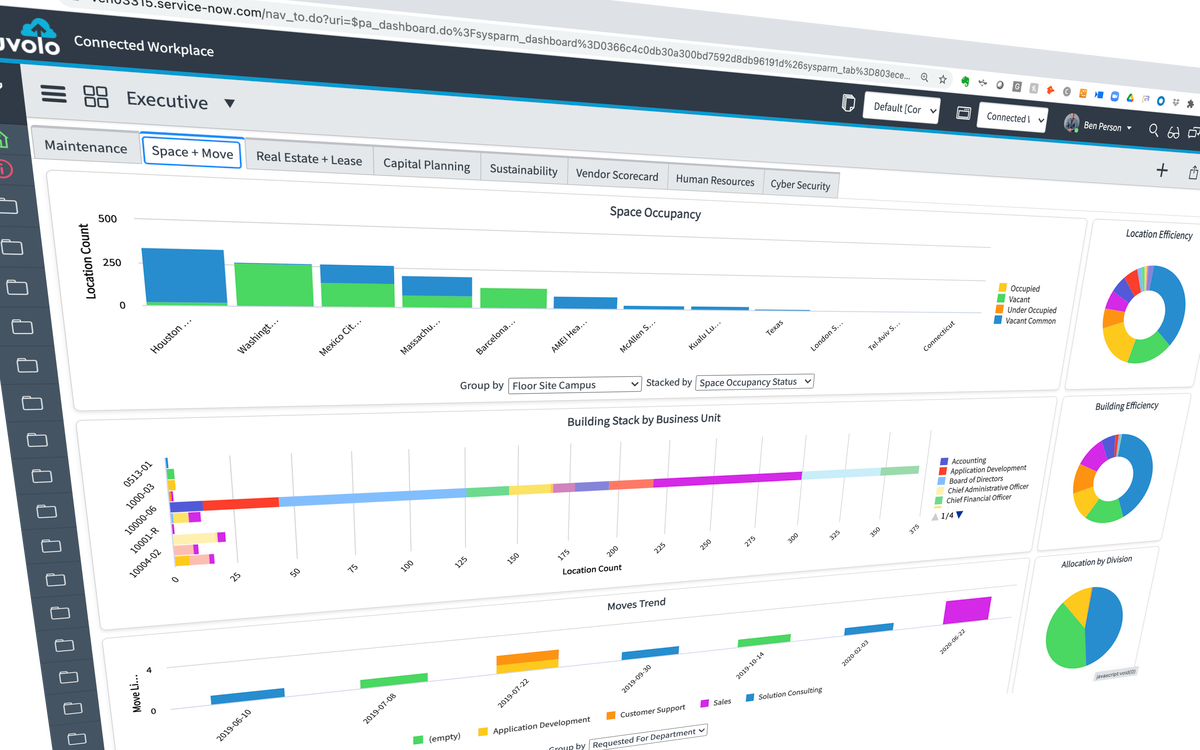 service-now.com/nav_to.do?uri=$pa_dashboard.do%3Fsysparm_dashboard%3D0366c4c0db30a300bd7592d8db96191d%26sysparm_tab%3D803ece...
uvolo Connected Workplace
Executive ▼
Default [Cor
Connected \
Ben Person
Maintenance
Space + Move
Real Estate + Lease
Capital Planning
Sustainability
Vendor Scorecard
Human Resources
Cyber Security
Space Occupancy
Location Count
500
250
0
Houston ...
Washingt...
Mexico Cit...
Massachu...
Barcelona...
AMEI Hea...
McAllen S...
Kualu Lu...
Texas
London S...
Tel-Aviv S...
Connecticut
Occupied
Vacant
Under Occupied
Vacant Common
Group by Floor Site Campus Stacked by Space Occupancy Status
Location Efficiency
Building Stack by Business Unit
0513-01
1000-03
10000-06
10001-R
10004-02
0 25 50 75 100 125 150 175 200 225 250 275 300 325 350 375
Location Count
Accounting
Application Development
Board of Directors
Chief Administrative Officer
Chief Financial Officer
1/4
Building Efficiency
Moves Trend
Move Li...
4
0
2019-06-10
2019-07-08
2019-07-22
2019-09-30
2019-10-14
2020-02-03
2020-06-22
(empty) Application Development Customer Support Sales Solution Consulting
Group by Requested For Department
Allocation by Division
javascript:void(0)